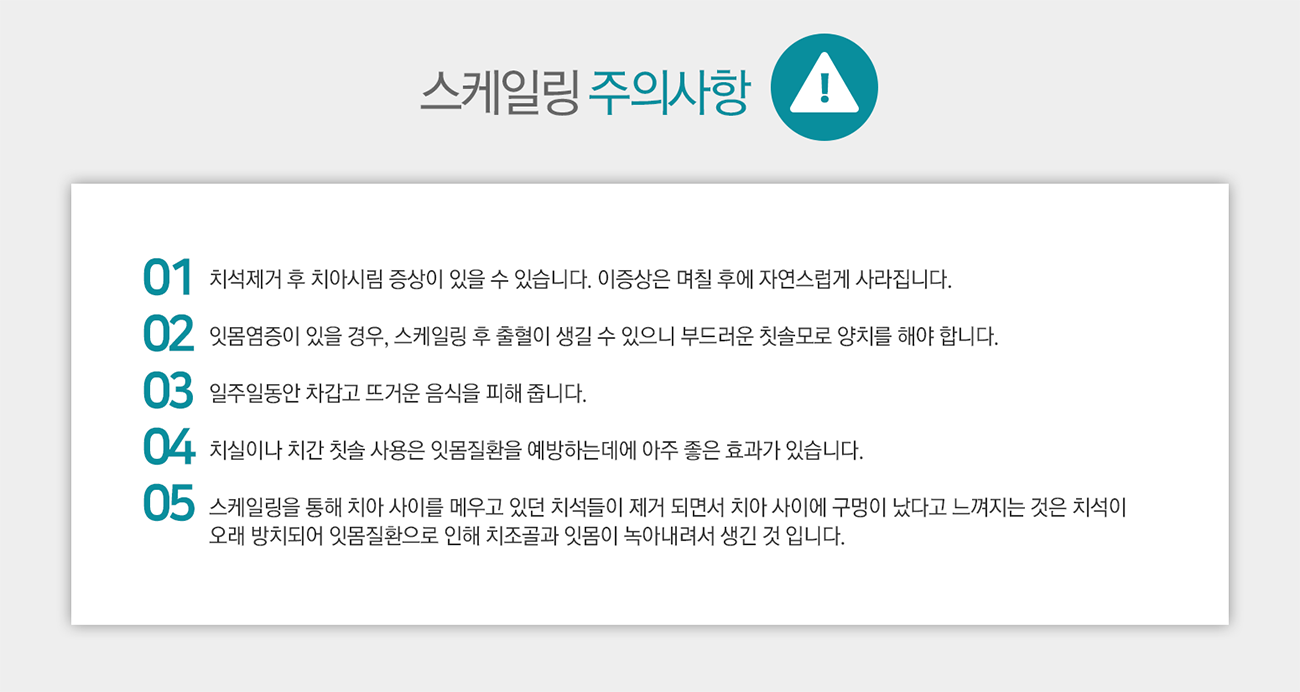 스케일링 주의사항
01 치석제거 후 치아시림 증상이 있을 수 있습니다. 이증상은 며칠 후에 자연스럽게 사라집니다.
02 잇몸염증이 있을 경우, 스케일링 후 출혈이 생길 수 있으니 부드러운 칫솔모로 양치를 해야 합니다.
03 일주일동안 차갑고 뜨거운 음식을 피해 줍니다.
04 치실이나 치간 칫솔 사용은 잇몸질환을 예방하는데에 아주 좋은 효과가 있습니다.
05 스케일링을 통해 치아 사이를 메우고 있던 치석들이 제거 되면서 치아 사이에 구멍이 났다고 느껴지는 것은 치석이
오래 방치되어 잇몸질환으로 인해 치조골과 잇몸이 녹아내려서 생긴 것 입니다.